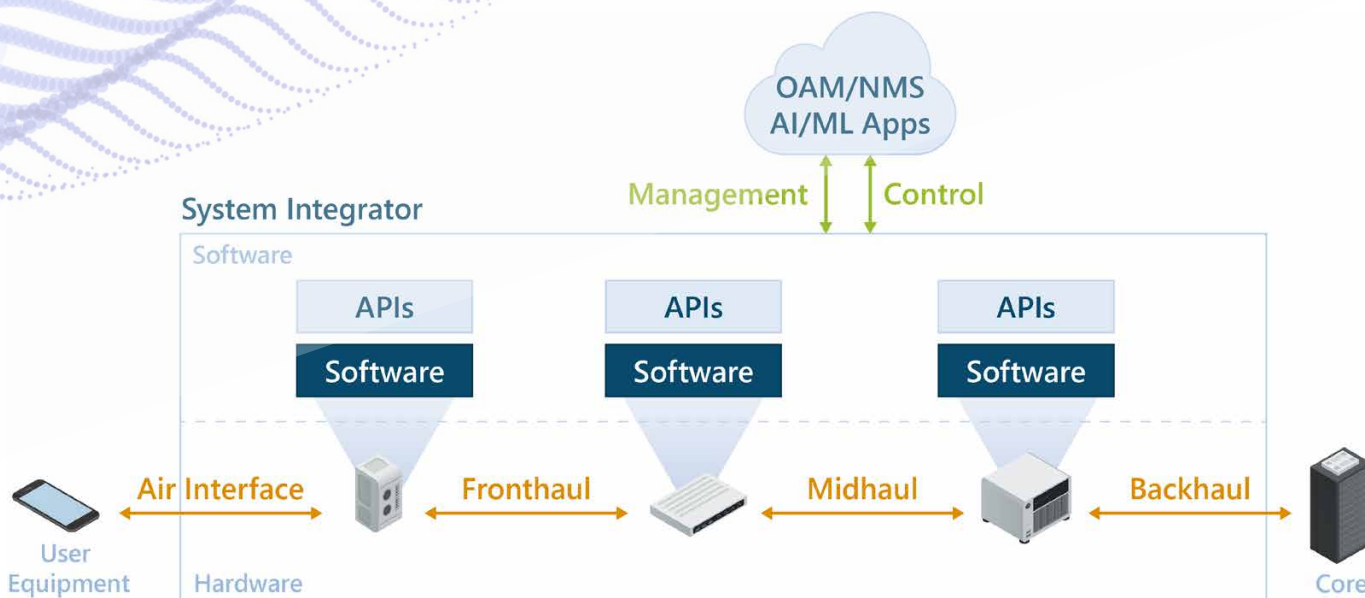 OAM/NMS
AI/ML Apps
Management
Control
System Integrator
Software
APIs
APIs
APIs
Software
Software
Software
Air Interface
Fronthaul
Midhaul
Backhaul
User
Equipment
Hardware
Core